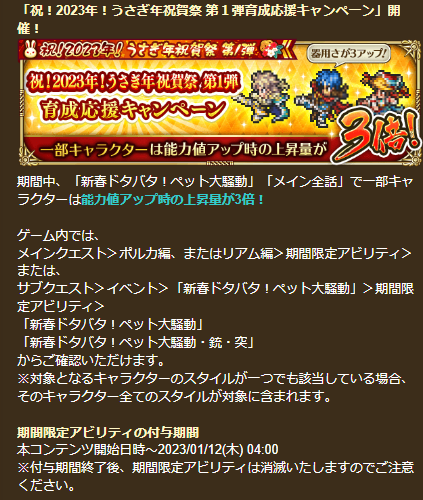 「祝！2023年！うさぎ年祝賀祭 第１弾育成応援キャンペーン」開
催！
祝！2023年！うさぎ年祝賀祭 第1弾
器用さが3アップ！
祝！2023年！うさぎ年祝賀祭 第1弾
育成応援キャンペーン
3倍！
一部キャラクターは能力値アップ時の上昇量が
期間中、「新春ドタバタ！ペット大騒動」「メイン全話」で一部キャ
ラクターは能力値アップ時の上昇量が3倍！
ゲーム内では、
メインクエスト＞ポルカ編、またはリアム編＞期間限定アビリティ＞
または、
サブクエスト＞イベント＞「新春ドタバタ！ペット大騒動」＞期間限
定アビリティ＞
「新春ドタバタ！ペット大騒動」
「新春ドタバタ！ペット大騒動・銃・突」
からご確認いただけます。
※対象となるキャラクターのスタイルが一つでも該当している場合、
そのキャラクター全てのスタイルが対象に含まれます。
期間限定アビリティの付与期間
本コンテンツ開始日時～2023/01/12(木) 04:00
※付与期間終了後、期間限定アビリティは消滅いたしますのでご注意
ください。